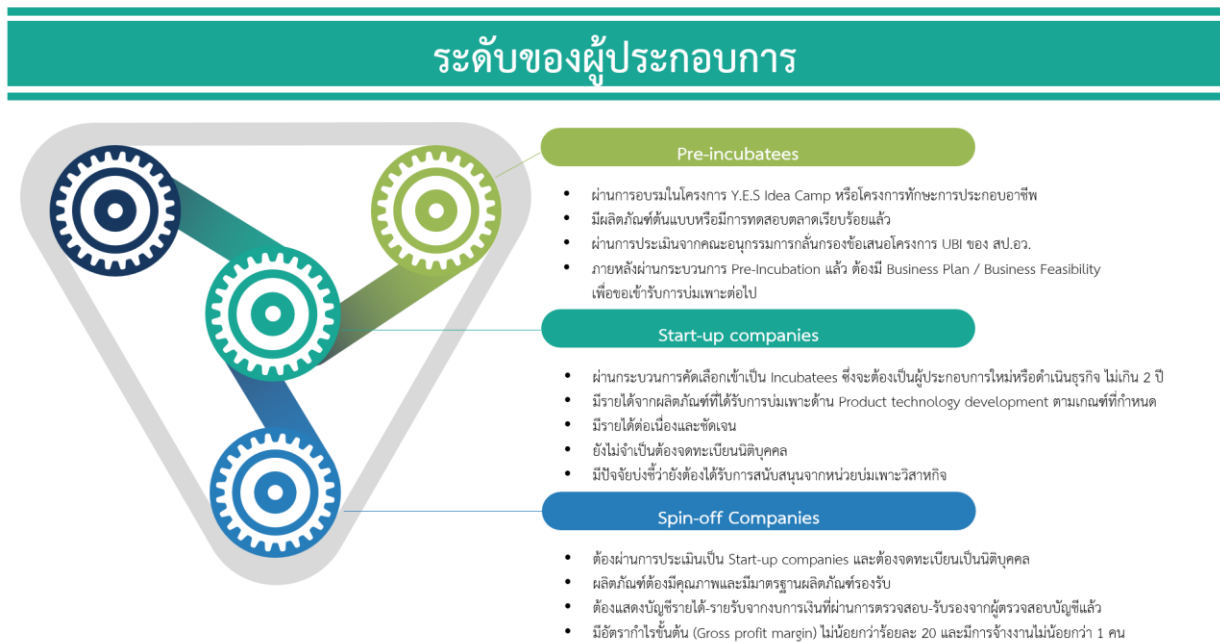 ระดับของผู้ประกอบการ
Pre-incubatees
• ผ่านการอบรมในโครงการ Y.E.S Idea Camp หรือโครงการทักษะการประกอบอาชีพ
• มีผลิตภัณฑ์ต้นแบบหรือมีการทดสอบตลาดเรียบร้อยแล้ว
• ผ่านการประเมินจากคณะอนุกรรมการกลั่นกรองข้อเสนอโครงการ UBI ของ สป.อว.
• ภายหลังผ่านกระบวนการ Pre-Incubation แล้ว ต้องมี Business Plan / Business Feasibility
เพื่อขอเข้ารับการบ่มเพาะต่อไป
Start-up companies
• ผ่านกระบวนการคัดเลือกเข้าเป็น Incubatees ซึ่งจะต้องเป็นผู้ประกอบการใหม่หรือดำเนินธุรกิจ ไม่เกิน 2 ปี
• มีรายได้จากผลิตภัณฑ์ที่ได้รับการบ่มเพาะด้าน Product technology development ตามเกณฑ์ที่กำหนด
• มีรายได้ต่อเนื่องและชัดเจน
• ยังไม่จำเป็นต้องจดทะเบียนนิติบุคคล
• มีปัจจัยบ่งชี้ว่ายังต้องได้รับการสนับสนุนจากหน่วยบ่มเพาะวิสาหกิจ
Spin-off Companies
• ต้องผ่านการประเมินเป็น Start-up companies และต้องจดทะเบียนเป็นนิติบุคคล
• ผลิตภัณฑ์ต้องมีคุณภาพและมีมาตรฐานผลิตภัณฑ์รองรับ
• ต้องแสดงบัญชีรายได้-รายรับจากงบการเงินที่ผ่านการตรวจสอบ-รับรองจากผู้ตรวจสอบบัญชีแล้ว
• มีอัตรากำไรขั้นต้น (Gross profit margin) ไม่น้อยกว่าร้อยละ 20 และมีการจ้างงานไม่น้อยกว่า 1 คน